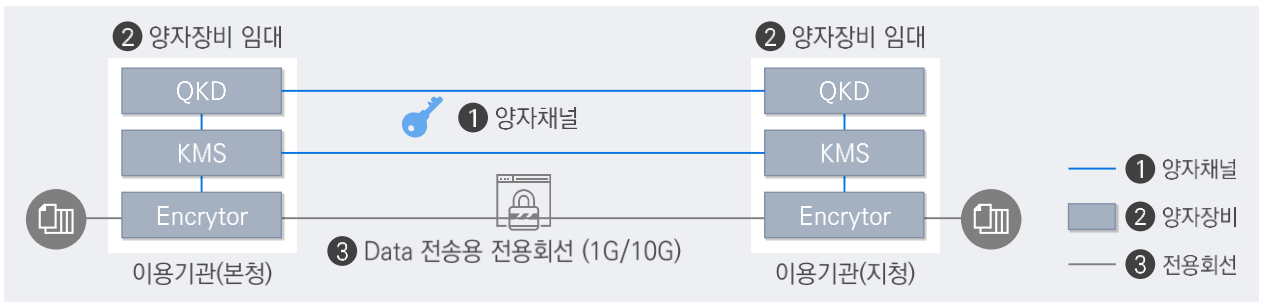 ❷ 양자장비 임대
❷ 양자장비 임대
QKD
QKD
❶ 양자채널
KMS
KMS
❶ 양자채널
Encrytor
Encrytor
❷ 양자장비
❸ Data 전송용 전용회선 (1G/10G)
❸ 전용회선
이용기관(본청)
이용기관(지청)